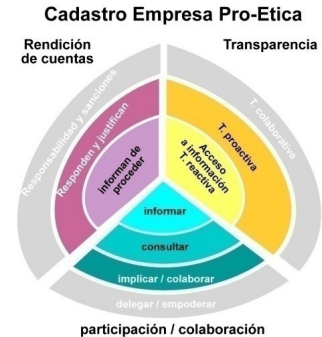 Cadastro Empresa Pro-Etica
Rendición
de cuentas
Transparencia
Responsabilidad y sanciones
Responden y justifican
informan de
proceder
T. colaborativa
T. proactiva
Acceso
a información
T. reactiva
informar
consultar
implicar / colaborar
delegar / empoderar
participación / colaboración